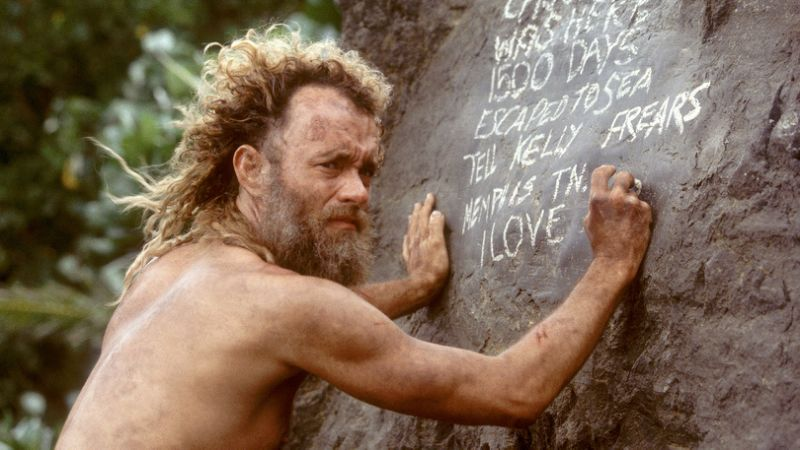 WAS HERE
1500 DAYS
ESCAPED TO SEA
TELL KELLY FREARS
MEMPHIS TN.
I LOVE